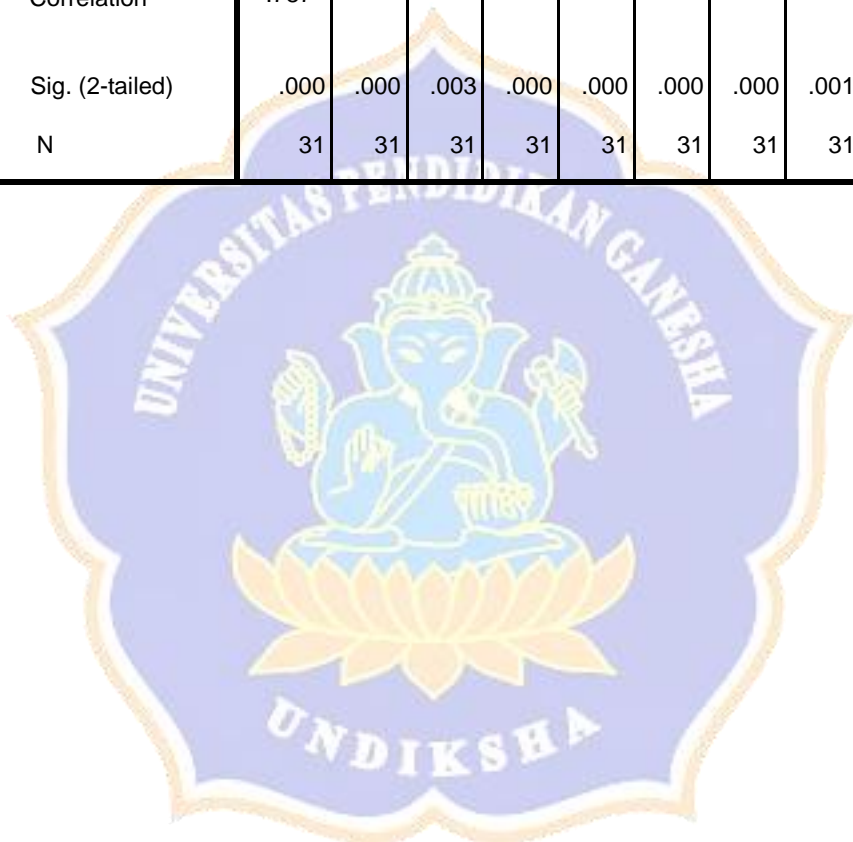 Correlation
Sig. (2-tailed) .000 .000 .003 .000 .000 .000 .000 .001
N 31 31 31 31 31 31 31 31
UNIVERSITAS PENDIDIKAN GANESHA
UNDIKSHA